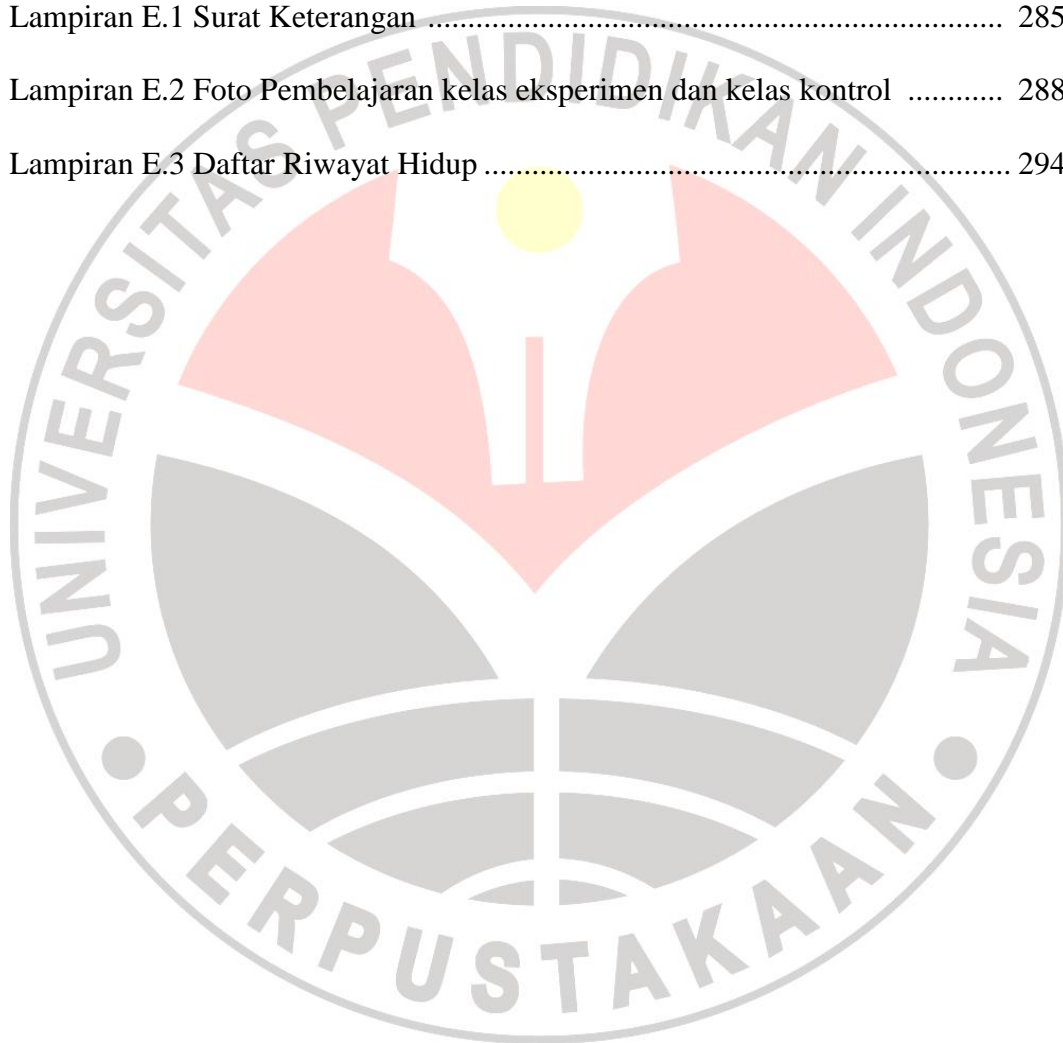 Lampiran E.1 Surat Keterangan ........................................................................ 285
Lampiran E.2 Foto Pembelajaran kelas eksperimen dan kelas kontrol ............ 288
Lampiran E.3 Daftar Riwayat Hidup ................................................................ 294
UNIVERSITAS PENDIDIKAN INDONESIA
PERPUSTAKAAN